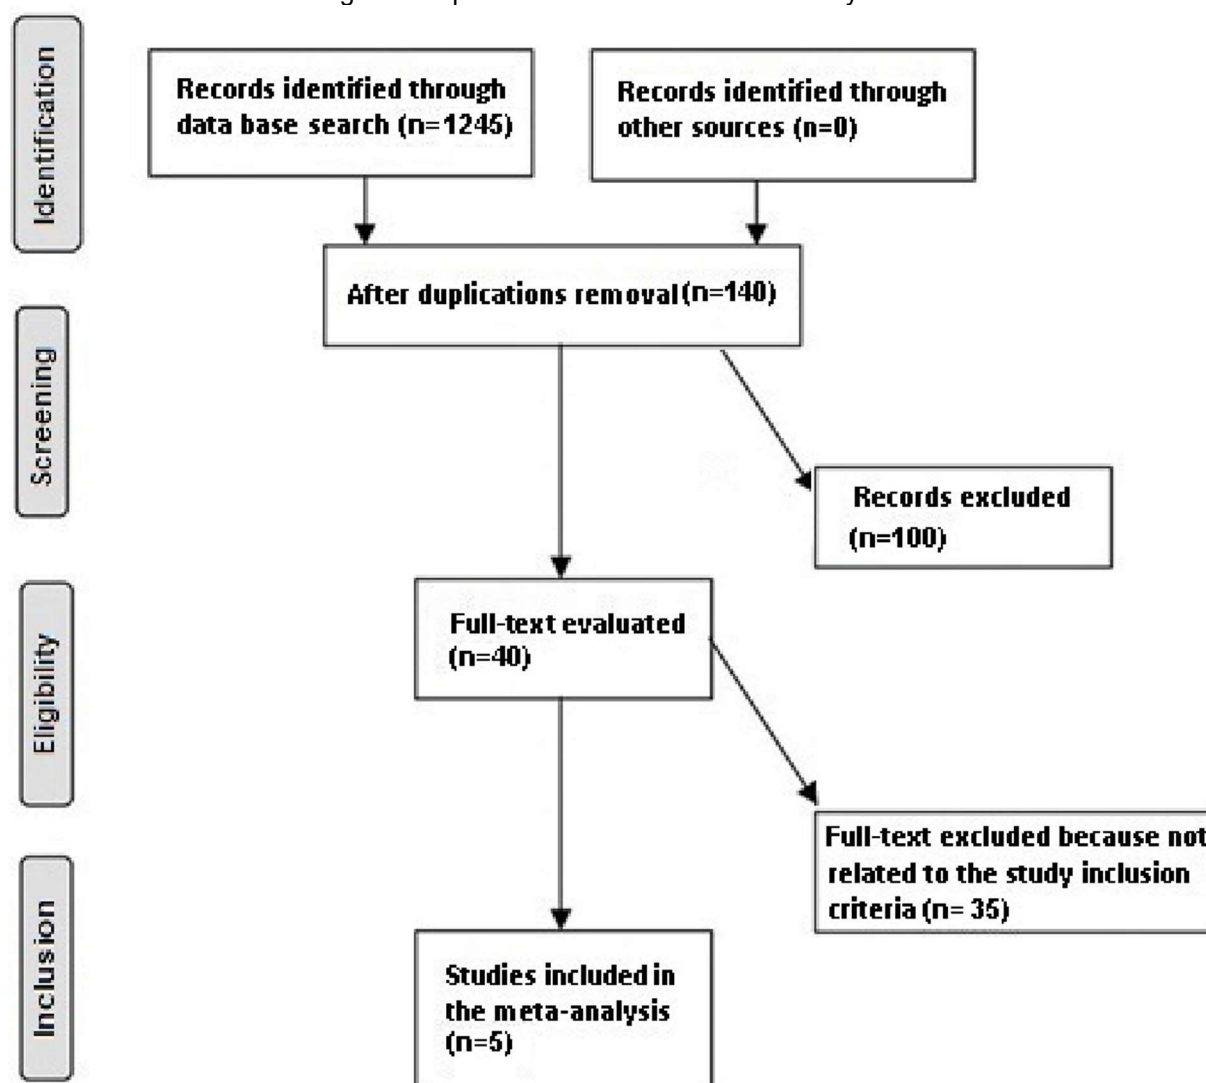 Identification
Records identified through
data base search (n=1245)
Records identified through
other sources (n=0)
After duplications removal(n=140)
Screening
Records excluded
(n=100)
Eligibility
Full-text evaluated
(n=40)
Full-text excluded because not
related to the study inclusion
criteria (n= 35)
Inclusion
Studies included in
the meta-analysis
(n=5)